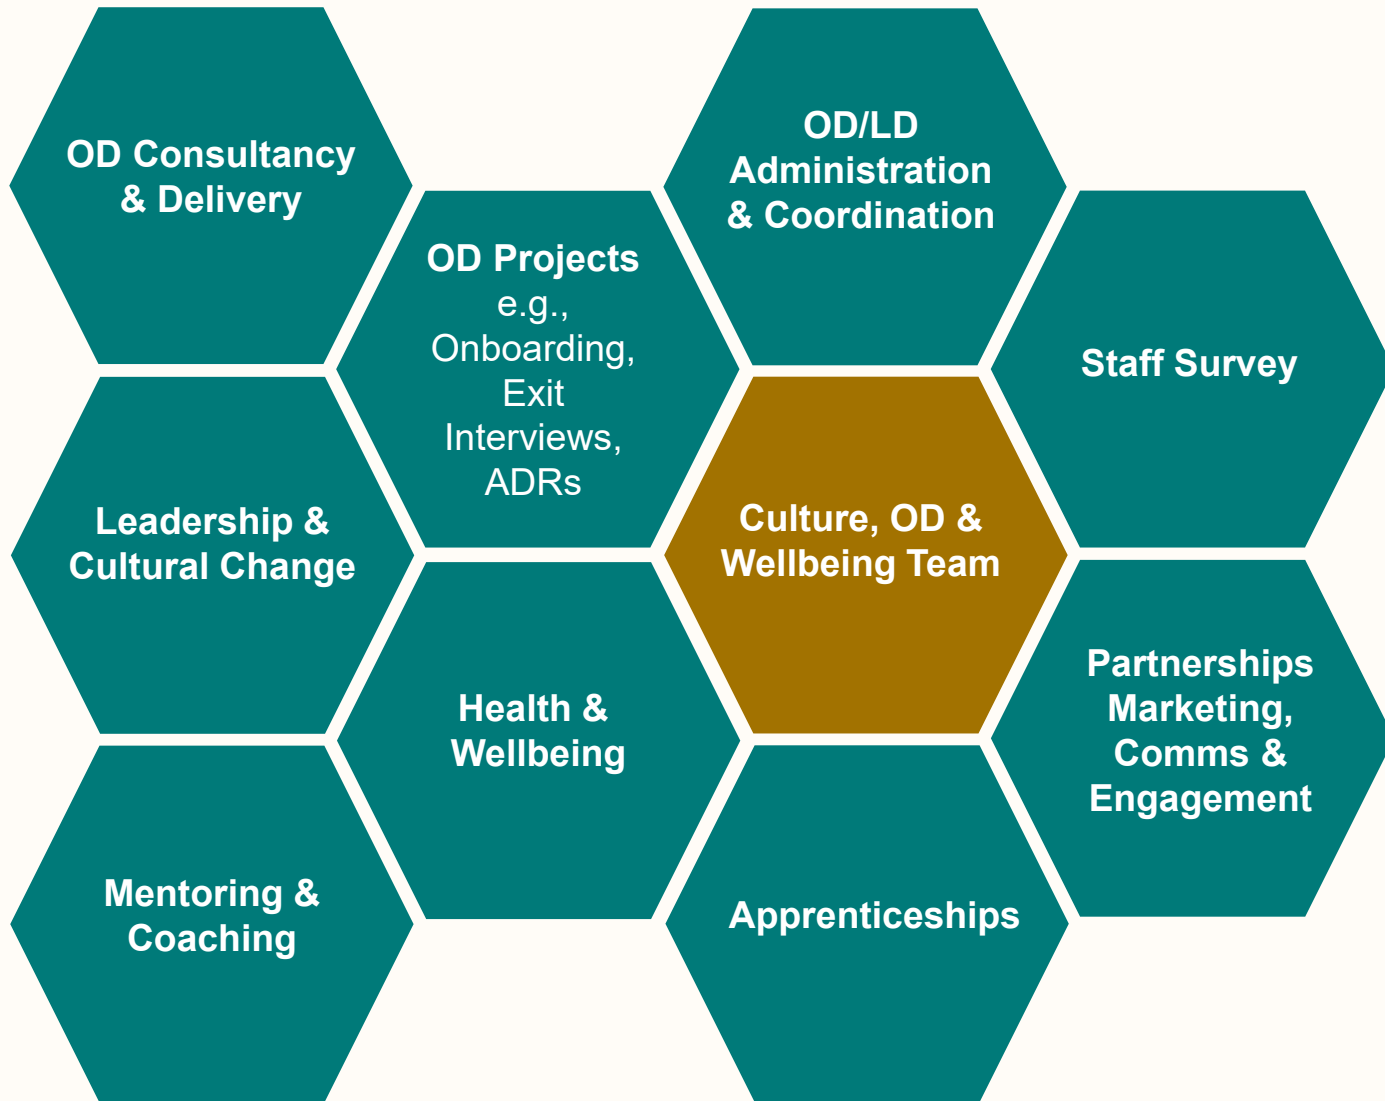 OD Consultancy
& Delivery
OD/LD
Administration
& Coordination
OD Projects
e.g.,
Onboarding,
Exit
Interviews,
ADRs
Staff Survey
Leadership &
Cultural Change
Culture, OD &
Wellbeing Team
Health &
Wellbeing
Partnerships
Marketing,
Comms &
Engagement
Mentoring &
Coaching
Apprenticeships